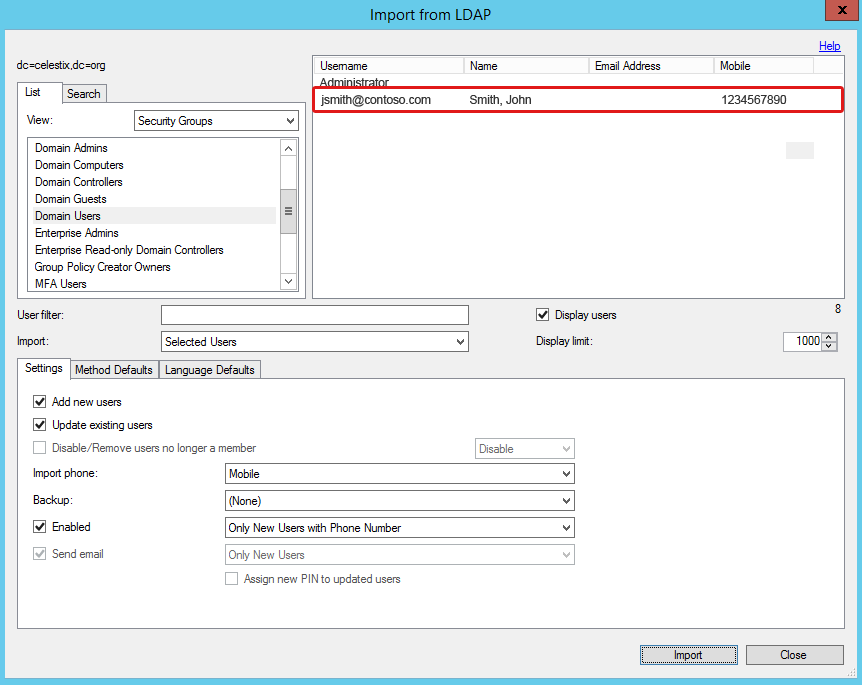 Import from LDAP
x
Help
dc=celestix,dc=org
List Search
View: Security Groups
Domain Admins
Domain Computers
Domain Controllers
Domain Guests
Domain Users
Enterprise Admins
Enterprise Read-only Domain Controllers
Group Policy Creator Owners
MFA Users
Username Name Email Address Mobile
Administrator
jsmith@contoso.com Smith, John 1234567890
8
User filter: Display users
Import: Selected Users Display limit: 1000
Settings Method Defaults Language Defaults
Add new users
Update existing users
Disable/Remove users no longer a member Disable
Import phone: Mobile
Backup: (None)
Enabled Only New Users with Phone Number
Send email Only New Users
Assign new PIN to updated users
Import Close